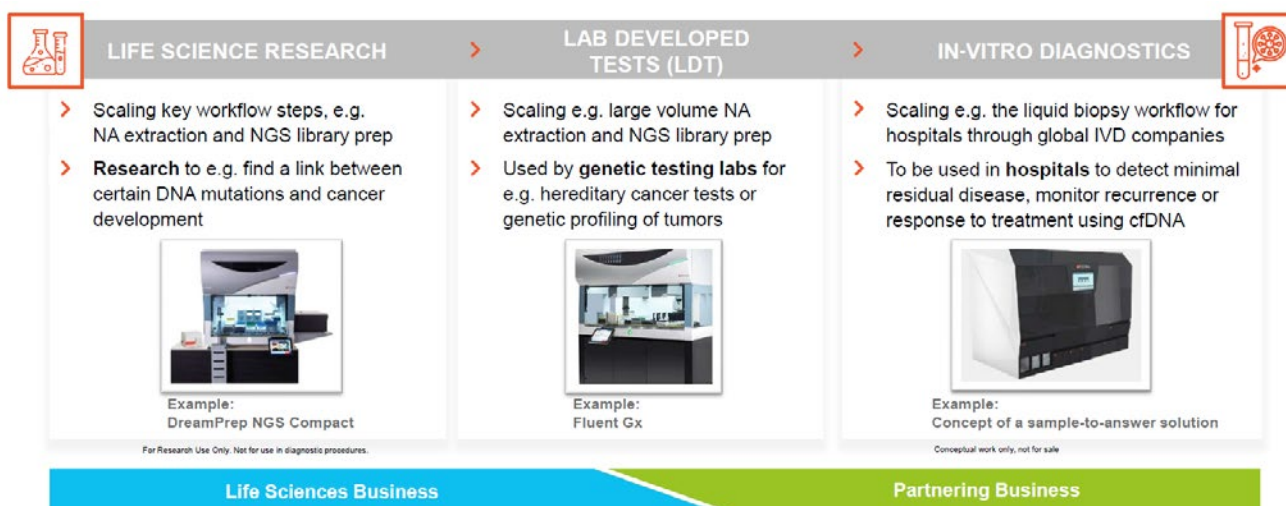 LIFE SCIENCE RESEARCH
Scaling key workflow steps, e.g.
NA extraction and NGS library prep
Research to e.g. find a link between
certain DNA mutations and cancer
development
Example:
DreamPrep NGS Compact
For Research Use Only. Not for use in diagnostic procedures.
LAB DEVELOPED
TESTS (LDT)
Scaling e.g. large volume NA
extraction and NGS library prep
Used by genetic testing labs for
e.g. hereditary cancer tests or
genetic profiling of tumors
Example:
Fluent Gx
IN-VITRO DIAGNOSTICS
Scaling e.g. the liquid biopsy workflow for
hospitals through global IVD companies
To be used in hospitals to detect minimal
residual disease, monitor recurrence or
response to treatment using cfDNA
Example:
Concept of a sample-to-answer solution
Conceptual work only, not for sale
Life Sciences Business
Partnering Business